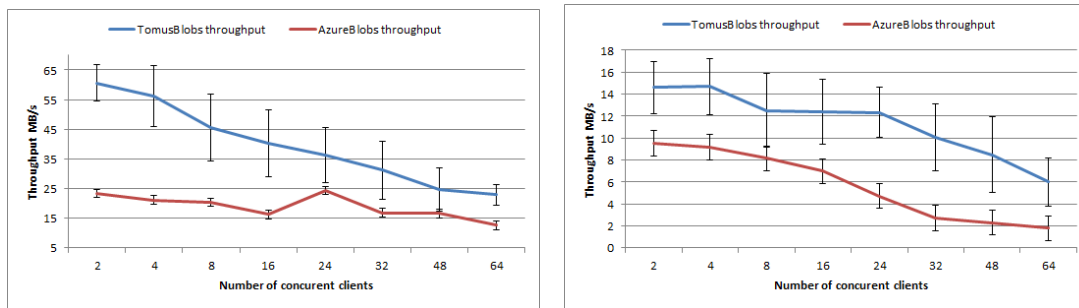 TomusBlobs throughput AzureBlobs throughput
65
55
45
35
25
15
5
Throughput MB/s
2 4 8 16 24 32 48 64
Number of concurent clients
TomusBlobs throughput AzureBlobs throughput
18
16
14
12
10
8
6
4
2
0
Throughput MB/s
2 4 8 16 24 32 48 64
Number of concurent clients